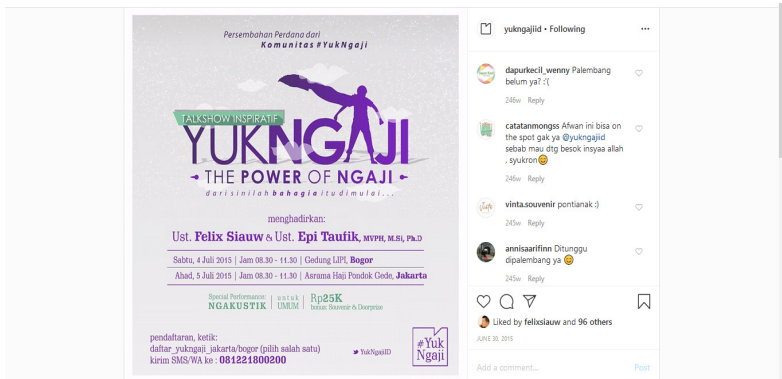 Persembahan Perdana dari
Komunitas #YukNgaji
TALKSHOW INSPIRATIF
YUKNGAJI
THE POWER OF NGAJI
dari sinilah bahagia itu dimulai...
menghadirkan:
Ust. Felix Siauw & Ust. Epi Taufik, MVPH, M.Si, Ph.D
Sabtu, 4 Juli 2015 | Jam 08.30 - 11.30 | Gedung LIPI, Bogor
Ahad, 5 Juli 2015 | Jam 08.30 - 11.30 | Asrama Haji Pondok Gede, Jakarta
Special Performance:
NGAKUSTIK
untuk
UMUM
Rp25K
bonus: Souvenir & Doorprize
pendaftaran, ketik:
daftar_yukngaji_jakarta/bogor (pilih salah satu)
kirim SMS/WA ke : 081221800200
YukNgajiID
#Yuk
Ngaji
yukngajiid • Following
dapurkecil_wenny Palembang
belum ya? :'(
246w Reply
catatanmongss Afwan ini bisa on
the spot gak ya @yukngajiid
sebab mau dtg besok insyaa allah
, syukron😊
246w Reply
vinta.souvenir pontianak :)
245w Reply
annisaarifinn Ditunggu
dipalembang ya 😊
245w Reply
Liked by felixsiauw and 96 others
JUNE 30, 2015
Add a comment...
Post